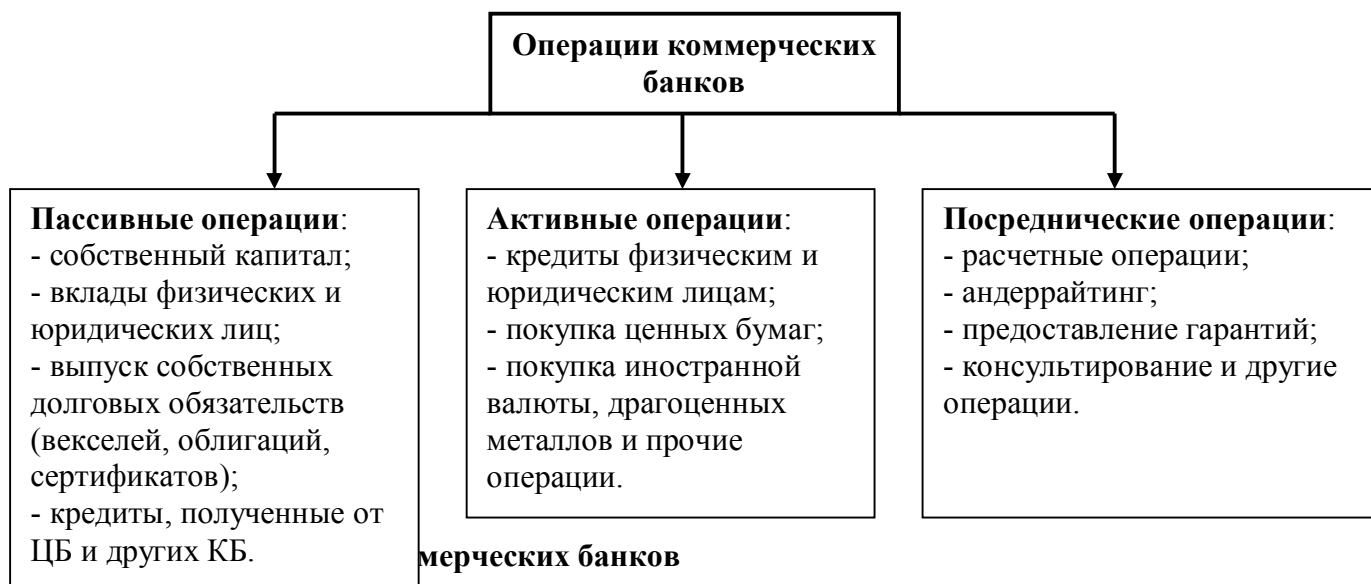 Операции коммерческих
банков
Пассивные операции:
- собственный капитал;
- вклады физических и
юридических лиц;
- выпуск собственных
долговых обязательств
(векселей, облигаций,
сертификатов);
- кредиты, полученные от
ЦБ и других КБ.
Активные операции:
- кредиты физическим и
юридическим лицам;
- покупка ценных бумаг;
- покупка иностранной
валюты, драгоценных
металлов и прочие
операции.
Посреднические операции:
- расчетные операции;
- андеррайтинг;
- предоставление гарантий;
- консультирование и другие
операции.
мерческих банков